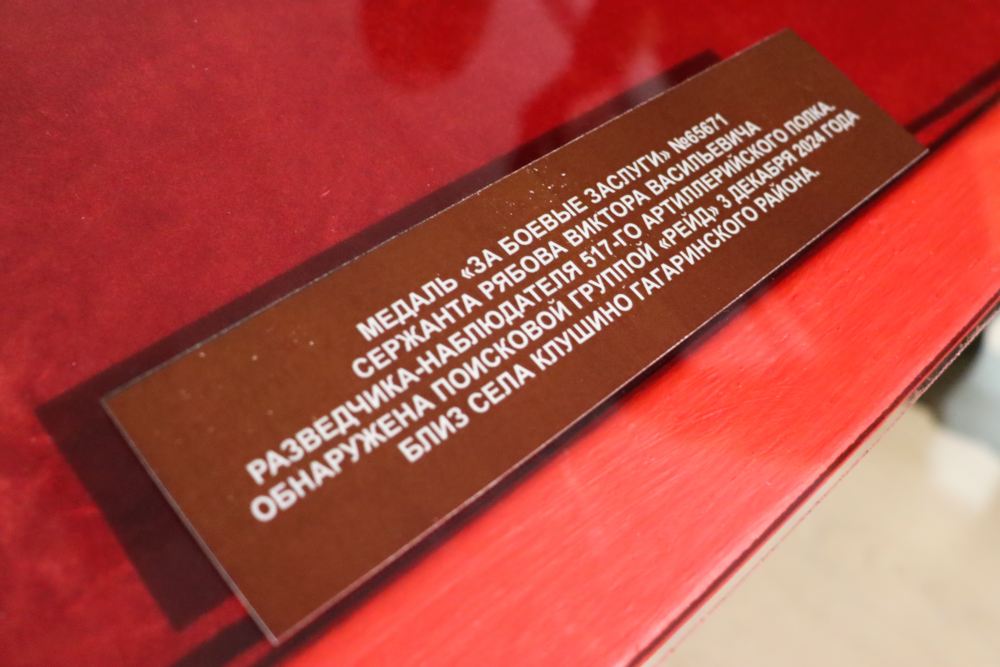 МЕДАЛЬ «ЗА БОЕВЫЕ ЗАСЛУГИ» №65671
СЕРЖАНТА РЯБОВА ВИКТОРА ВАСИЛЬЕВИЧА
РАЗВЕДЧИКА-НАБЛЮДАТЕЛЯ 517-ГО АРТИЛЛЕРИЙСКОГО ПОЛКА.
ОБНАРУЖЕНА ПОИСКОВОЙ ГРУППОЙ «РЕЙД» 3 ДЕКАБРЯ 2024 ГОДА
БЛИЗ СЕЛА КЛУШИНО ГАГАРИНСКОГО РАЙОНА.